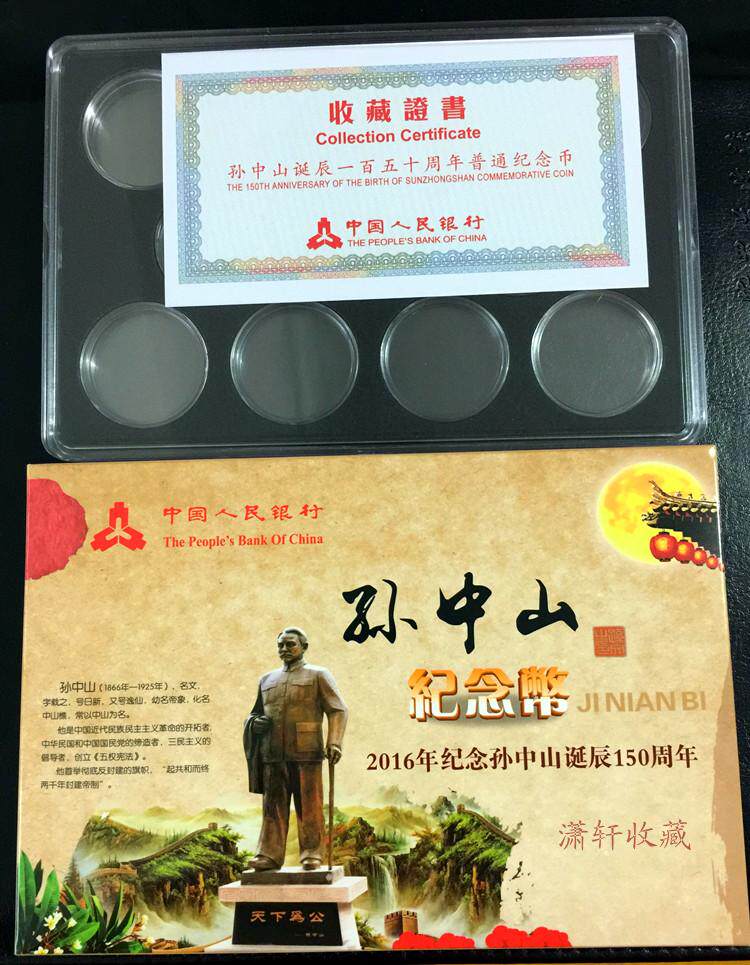 收藏證書
Collection Certificate
孙中山诞辰一百五十周年普通纪念币
THE 150TH ANNIVERSARY OF THE BIRTH OF SUNZHONGSHAN COMMEMORATIVE COIN
中国人民银行
THE PEOPLE'S BANK OF CHINA
中国人民银行
The People's Bank Of China
孙中山
紀念幣 JI NIAN BI
2016年纪念孙中山诞辰150周年
孙中山（1866年—1925年），名文，
字载之，号日新，又号逸仙，幼名帝象，化名
中山樵，常以中山为名。
他是中国近代民族民主主义革命的开拓者，
中华民国和中国国民党的缔造者，三民主义的
倡导者，创立《五权宪法》。
他首举彻底反封建的旗帜，“起共和而终
两千年封建帝制”。
潇轩收藏
天下為公